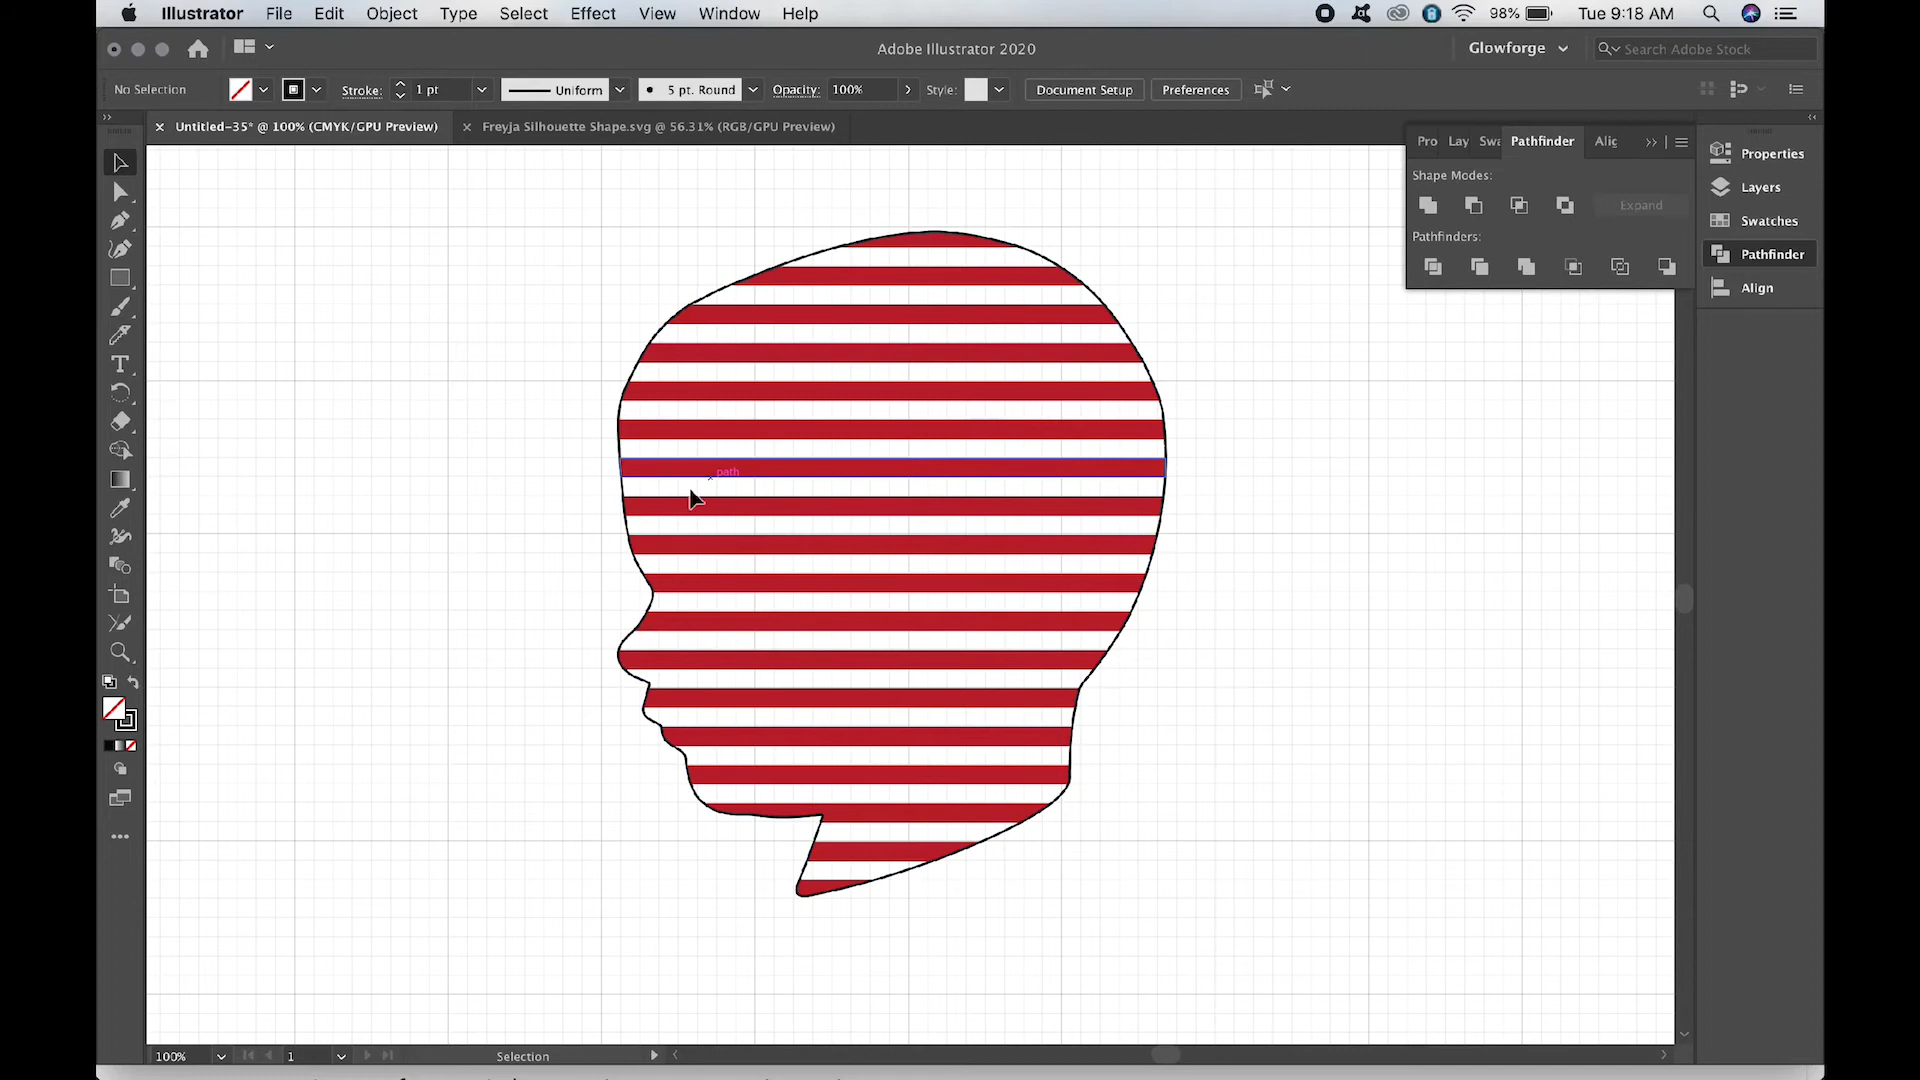 Illustrator File Edit Object Type Select Effect View Window Help 98% Tue 9:18 AM
Adobe Illustrator 2020 Glowforge Search Adobe Stock
No Selection Stroke: 1 pt Uniform 5 pt. Round Opacity: 100% Style: Document Setup Preferences
Untitled-35* @ 100% (CMYK/GPU Preview) Freyja Silhouette Shape.svg @ 56.31% (RGB/GPU Preview)
Pro Lay Swa Pathfinder Alig
Shape Modes:
Expand
Pathfinders:
Properties
Layers
Swatches
Pathfinder
Align
path
100% 1 Selection